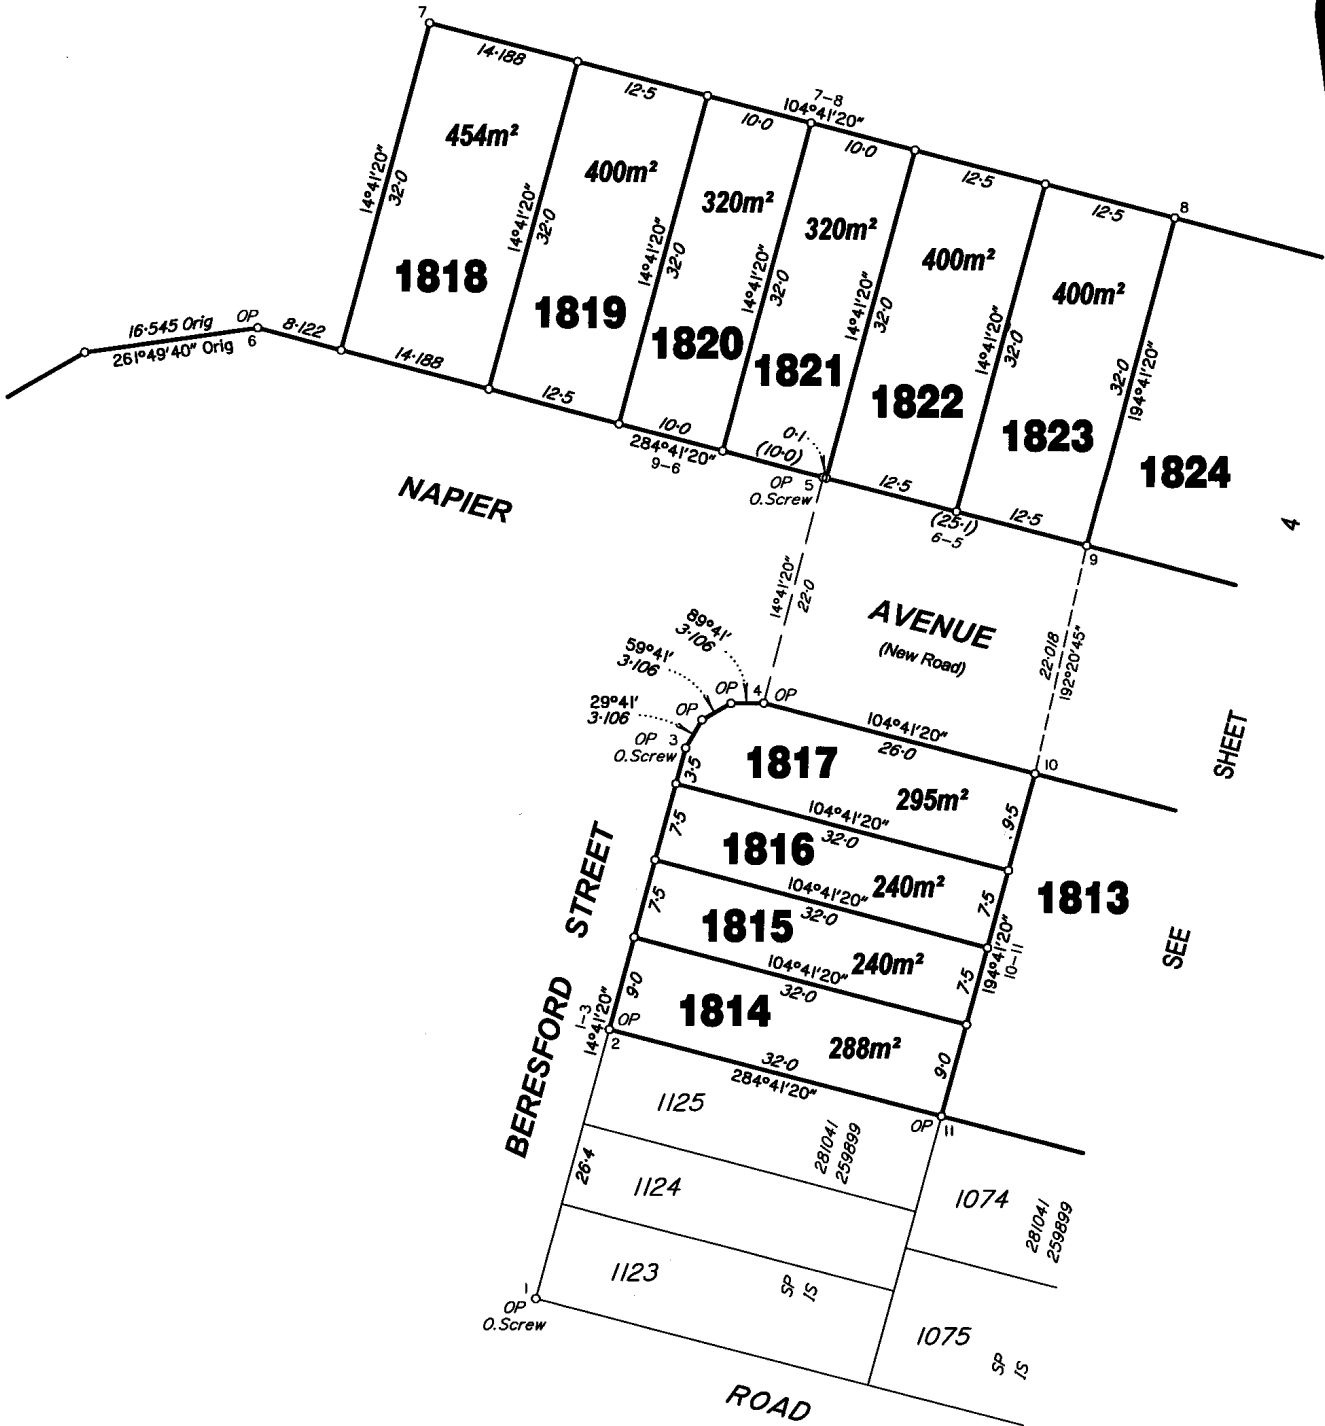 7
14·188
12·5
10·0
7–8
104°41'20"
10·0
12·5
12·5
8
454m²
400m²
320m²
320m²
400m²
400m²
14°41'20"
32·0
14°41'20"
32·0
14°41'20"
32·0
14°41'20"
32·0
14°41'20"
32·0
14°41'20"
32·0
32·0
194°41'20"
1818
1819
1820
1821
1822
1823
1824
16·545 Orig
261°49'40" Orig
OP
6
8·122
14·188
12·5
10·0
284°41'20"
9–6
(10·0)
0·1
OP 5
O.Screw
12·5
(25·1)
6–5
12·5
9
4
NAPIER
AVENUE
(New Road)
14°41'20"
22·0
22·018
192°20'45"
SHEET
89°41'
3·106
59°41'
3·106
29°41'
3·106
OP
OP
4
OP
OP 3
O.Screw
104°41'20"
26·0
10
1817
295m²
3·5
9·5
104°41'20"
32·0
1816
240m²
7·5
7·5
104°41'20"
32·0
1815
240m²
7·5
7·5
194°41'20"
10–11
104°41'20"
32·0
1814
288m²
9·0
9·0
1–3
14°41'20"
OP
2
32·0
284°41'20"
OP
11
1813
SEE
BERESFORD STREET
1125
281041
259899
26·4
1124
1074
281041
259899
1123
SP
IS
1
OP
O.Screw
1075
SP
IS
ROAD